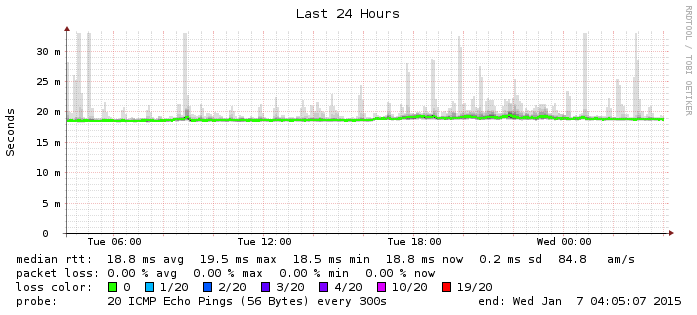 Last 24 Hours
RRDTOOL / TOBI OETIKER
Seconds
30 m
25 m
20 m
15 m
10 m
5 m
0
Tue 06:00 Tue 12:00 Tue 18:00 Wed 00:00
median rtt: 18.8 ms avg 19.5 ms max 18.5 ms min 18.8 ms now 0.2 ms sd 84.8 am/s
packet loss: 0.00 % avg 0.00 % max 0.00 % min 0.00 % now
loss color: 0 1/20 2/20 3/20 4/20 10/20 19/20
probe: 20 ICMP Echo Pings (56 Bytes) every 300s end: Wed Jan 7 04:05:07 2015